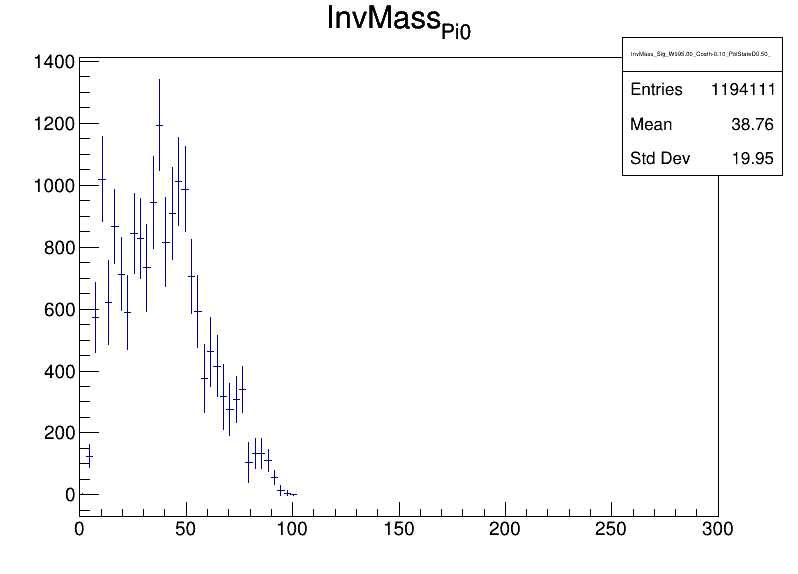 InvMass_Pi0
InvMass_Sig_W995.00_Costh-0.10_PolStateD0.50_
Entries 1194111
Mean 38.76
Std Dev 19.95
1400
1200
1000
800
600
400
200
0
0 50 100 150 200 250 300